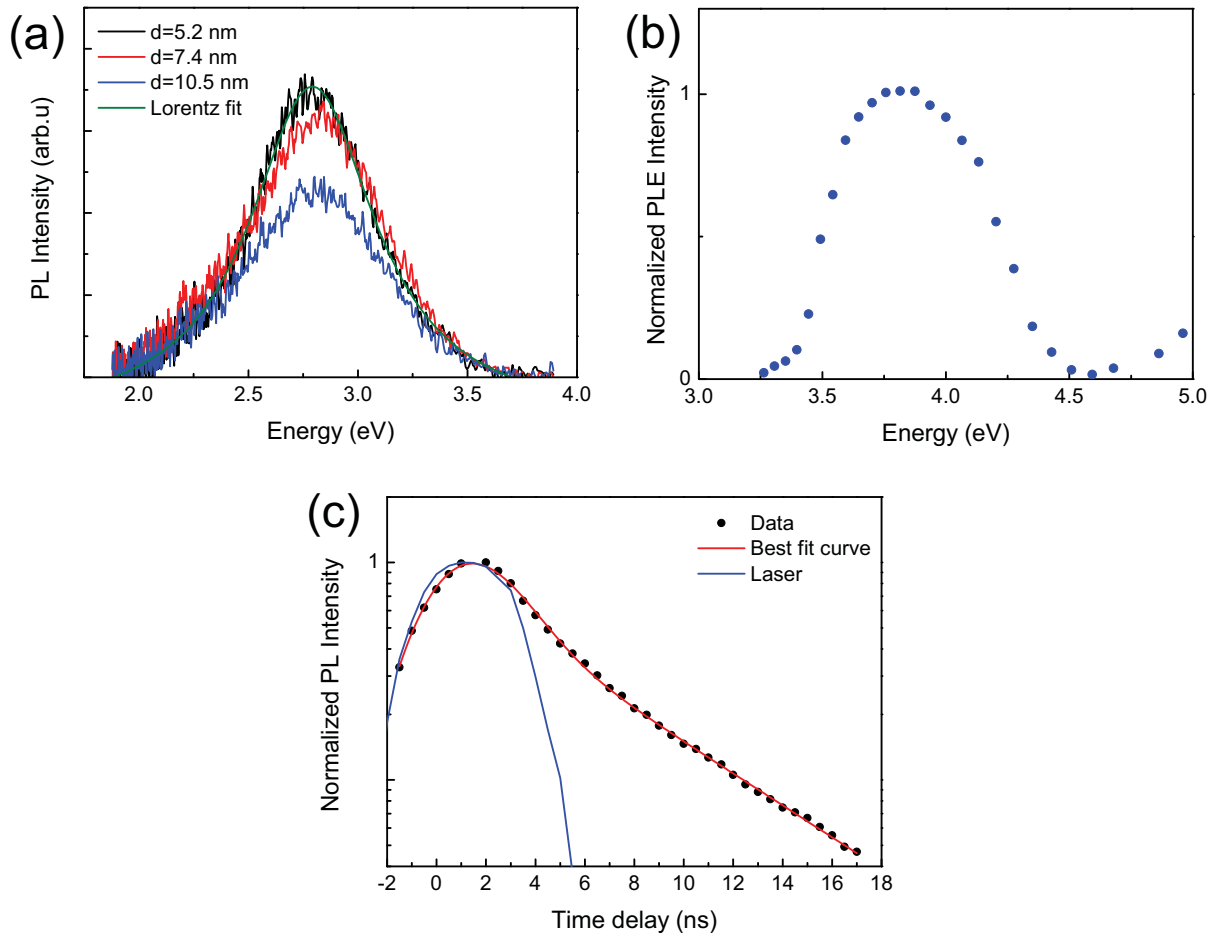 (a)
d=5.2 nm
d=7.4 nm
d=10.5 nm
Lorentz fit
PL Intensity (arb.u)
2.0 2.5 3.0 3.5 4.0
Energy (eV)
(b)
1
0
Normalized PLE Intensity
3.0 3.5 4.0 4.5 5.0
Energy (eV)
(c)
Data
Best fit curve
Laser
1
Normalized PL Intensity
-2 0 2 4 6 8 10 12 14 16 18
Time delay (ns)